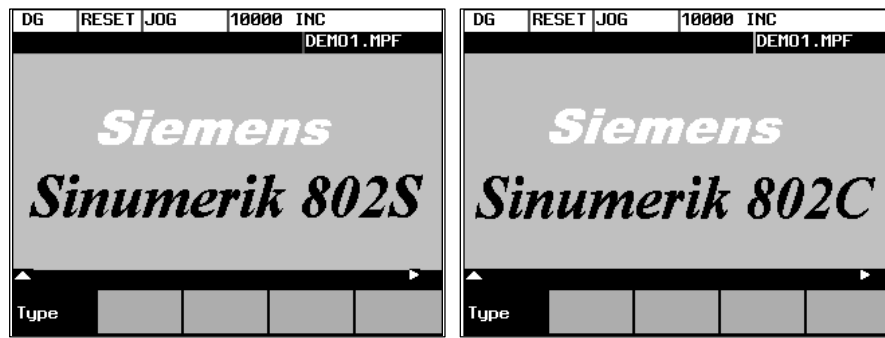 DG RESET JOG 10000 INC
DEMO1.MPF
Siemens
Sinumerik 802S
Type
DG RESET JOG 10000 INC
DEMO1.MPF
Siemens
Sinumerik 802C
Type